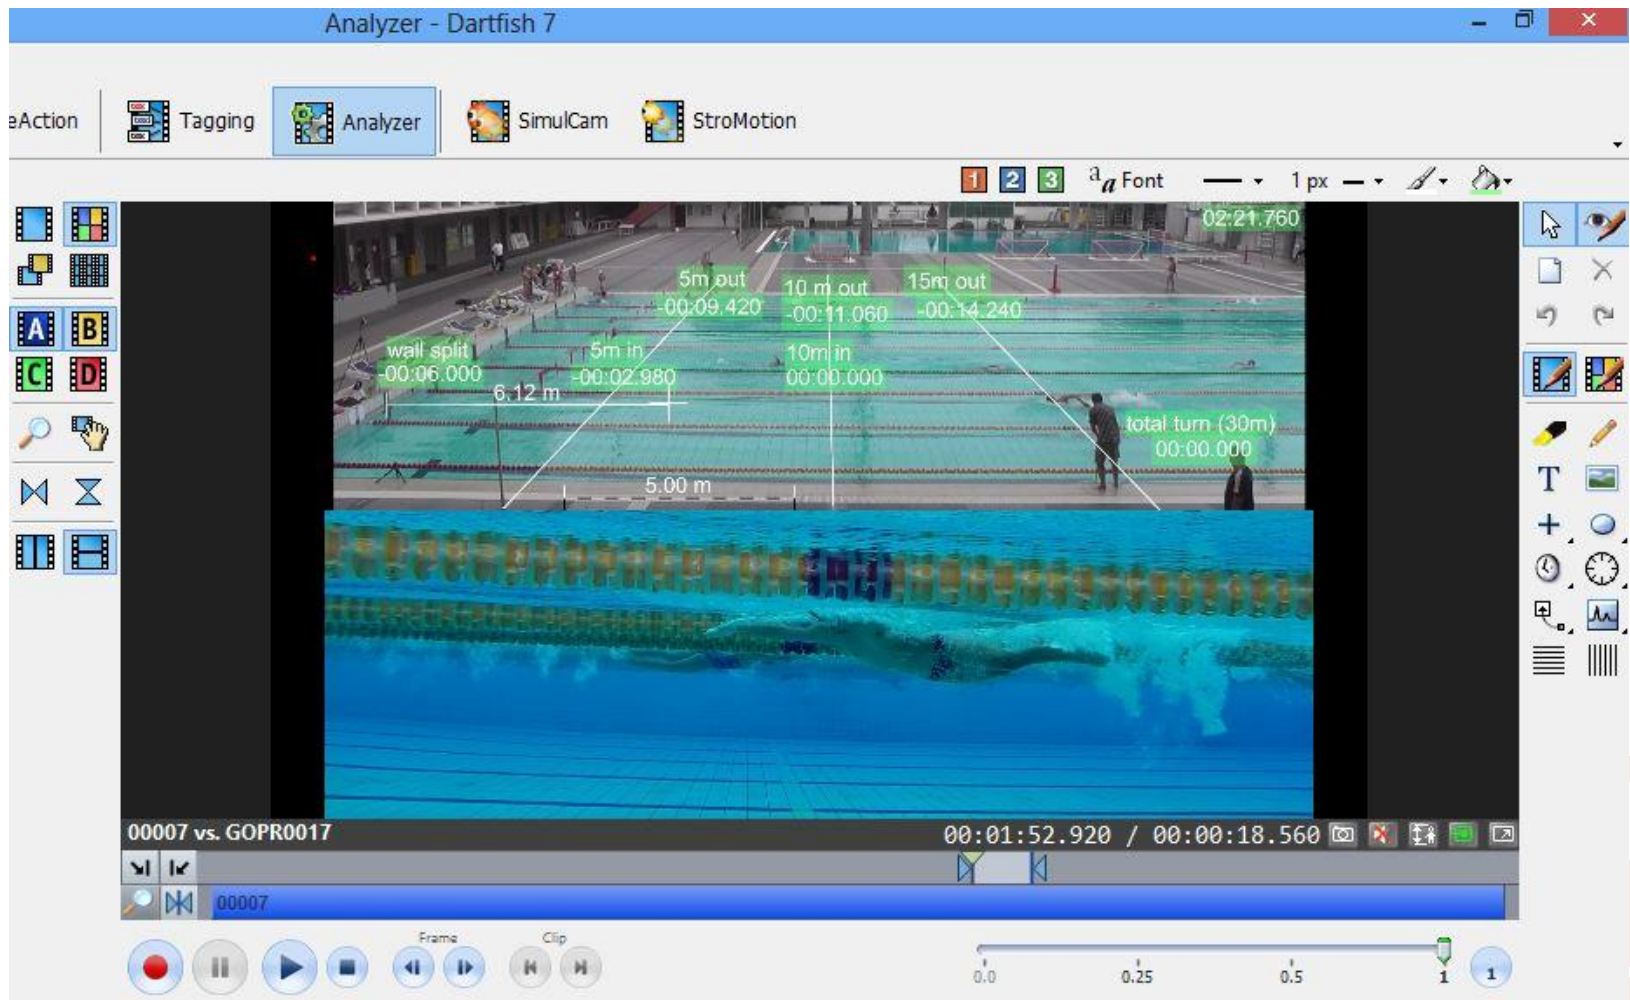 Analyzer - Dartfish 7
eAction
Tagging
Analyzer
SimulCam
StroMotion
1 2 3 aa Font
1 px
02:21.760
5m out
-00:09.420
10 m out
-00:11.060
15m out
-00:14.240
wall split
-00:06.000
5m in
-00:02.980
10m in
00:00.000
6.12 m
total turn (30m)
00:00.000
5.00 m
A B
C D
T
00007 vs. GOPR0017
00:01:52.920 / 00:00:18.560
00007
Frame
Clip
0.0
0.25
0.5
1
1